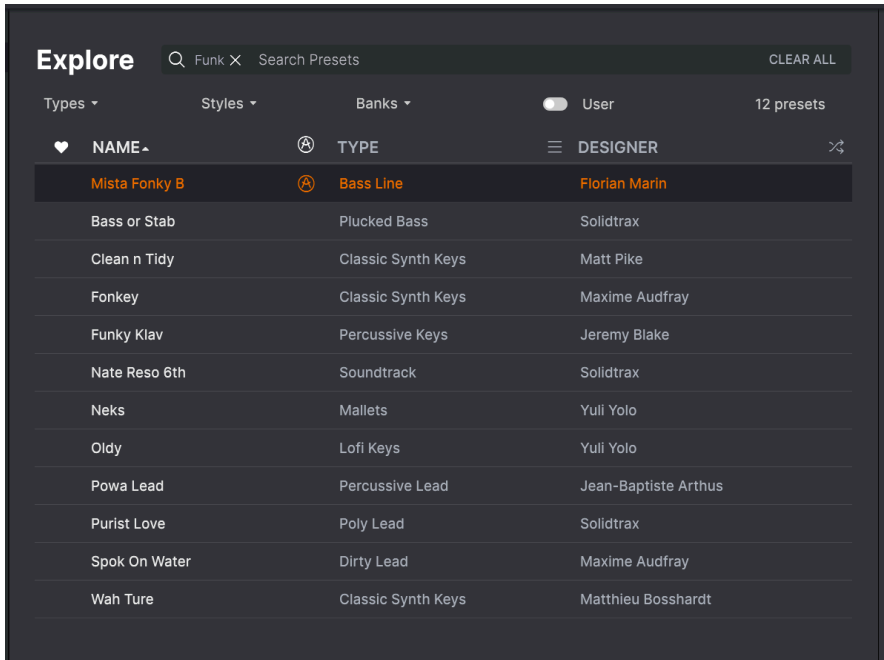 Explore Funk Search Presets CLEAR ALL
Types Styles Banks User 12 presets
NAME TYPE DESIGNER
Mista Fonky B Bass Line Florian Marin
Bass or Stab Plucked Bass Solidtrax
Clean n Tidy Classic Synth Keys Matt Pike
Fonkey Classic Synth Keys Maxime Audfray
Funky Klav Percussive Keys Jeremy Blake
Nate Reso 6th Soundtrack Solidtrax
Neks Mallets Yuli Yolo
Oldy Lofi Keys Yuli Yolo
Powa Lead Percussive Lead Jean-Baptiste Arthus
Purist Love Poly Lead Solidtrax
Spok On Water Dirty Lead Maxime Audfray
Wah Ture Classic Synth Keys Matthieu Bosshardt